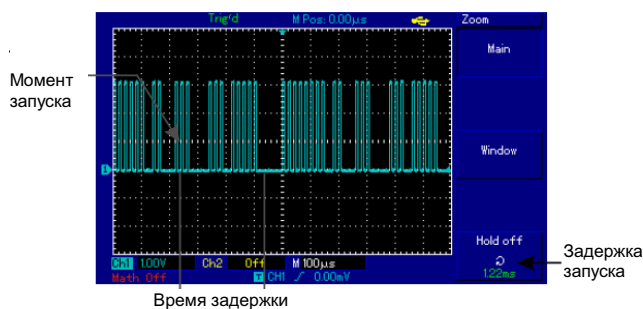 Trig'd M Pos: 0.00µs Zoom
Main
Момент
запуска
1
Window
Hold off
1.22ms
Задержка
запуска
Ch1 1.00V Ch2 Off M 100µs
Math Off T CH1 0.00mV
Время задержки